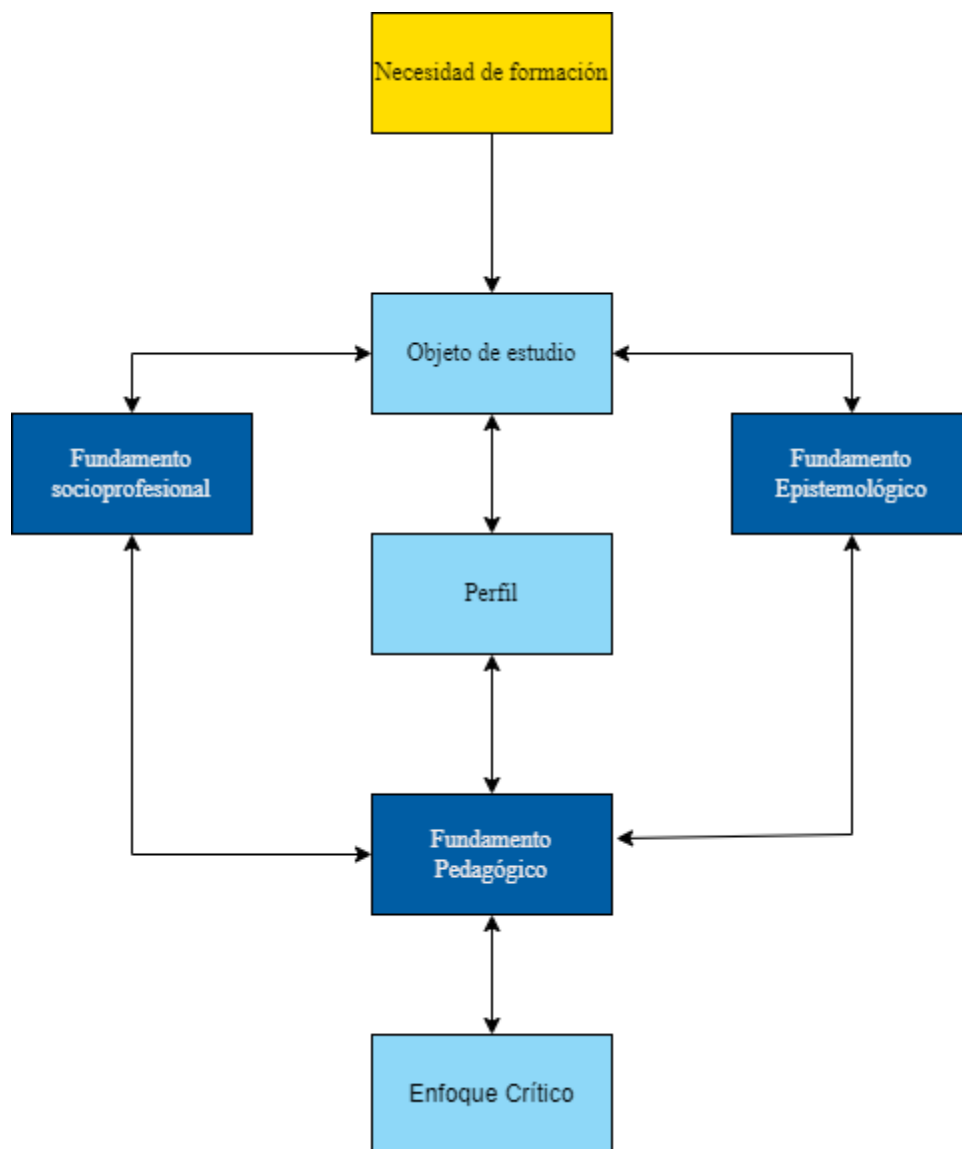 Necesidad de formación
Objeto de estudio
Fundamento
socioprofesional
Fundamento
Epistemológico
Perfil
Fundamento
Pedagógico
Enfoque Crítico